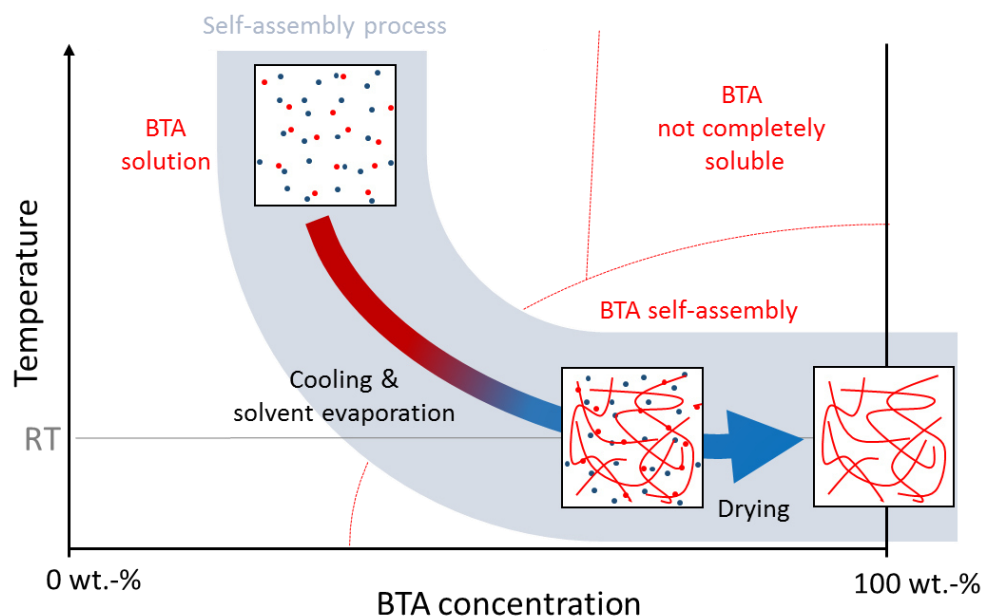 Self-assembly process
BTA
solution
BTA
not completely
soluble
BTA self-assembly
Temperature
Cooling &
solvent evaporation
RT
Drying
0 wt.-%
100 wt.-%
BTA concentration